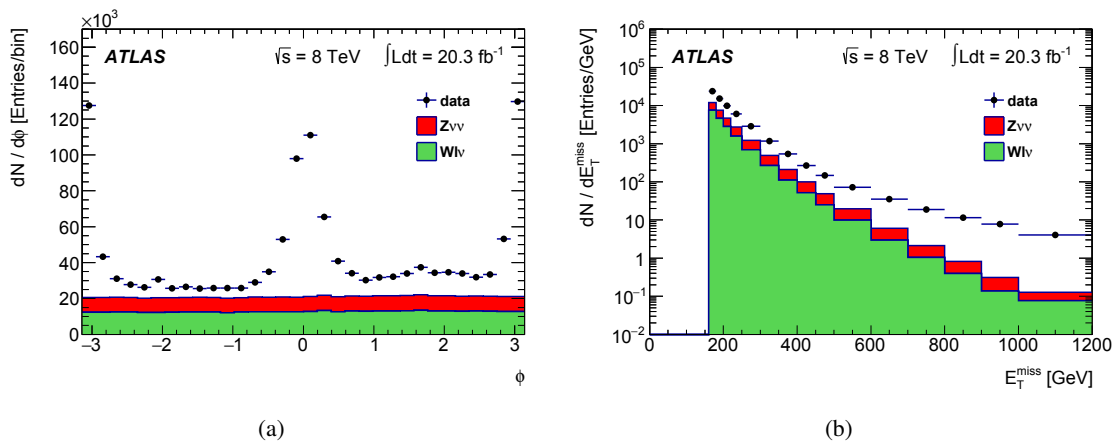 ×10³
dN / dϕ [Entries/bin]
160
140
120
100
80
60
40
20
0
ATLAS
√s = 8 TeV ∫Ldt = 20.3 fb⁻¹
data
Zνν
Wlν
−3 −2 −1 0 1 2 3
ϕ
(a)
dN / dE_T^miss [Entries/GeV]
10⁶
10⁵
10⁴
10³
10²
10
1
10⁻¹
10⁻²
ATLAS
√s = 8 TeV ∫Ldt = 20.3 fb⁻¹
data
Zνν
Wlν
0 200 400 600 800 1000 1200
E_T^miss [GeV]
(b)